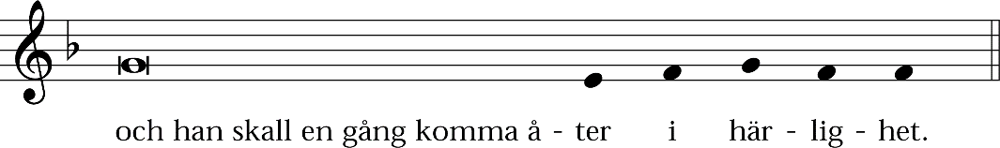 och han skall en gång komma å - ter i här - lig - het.